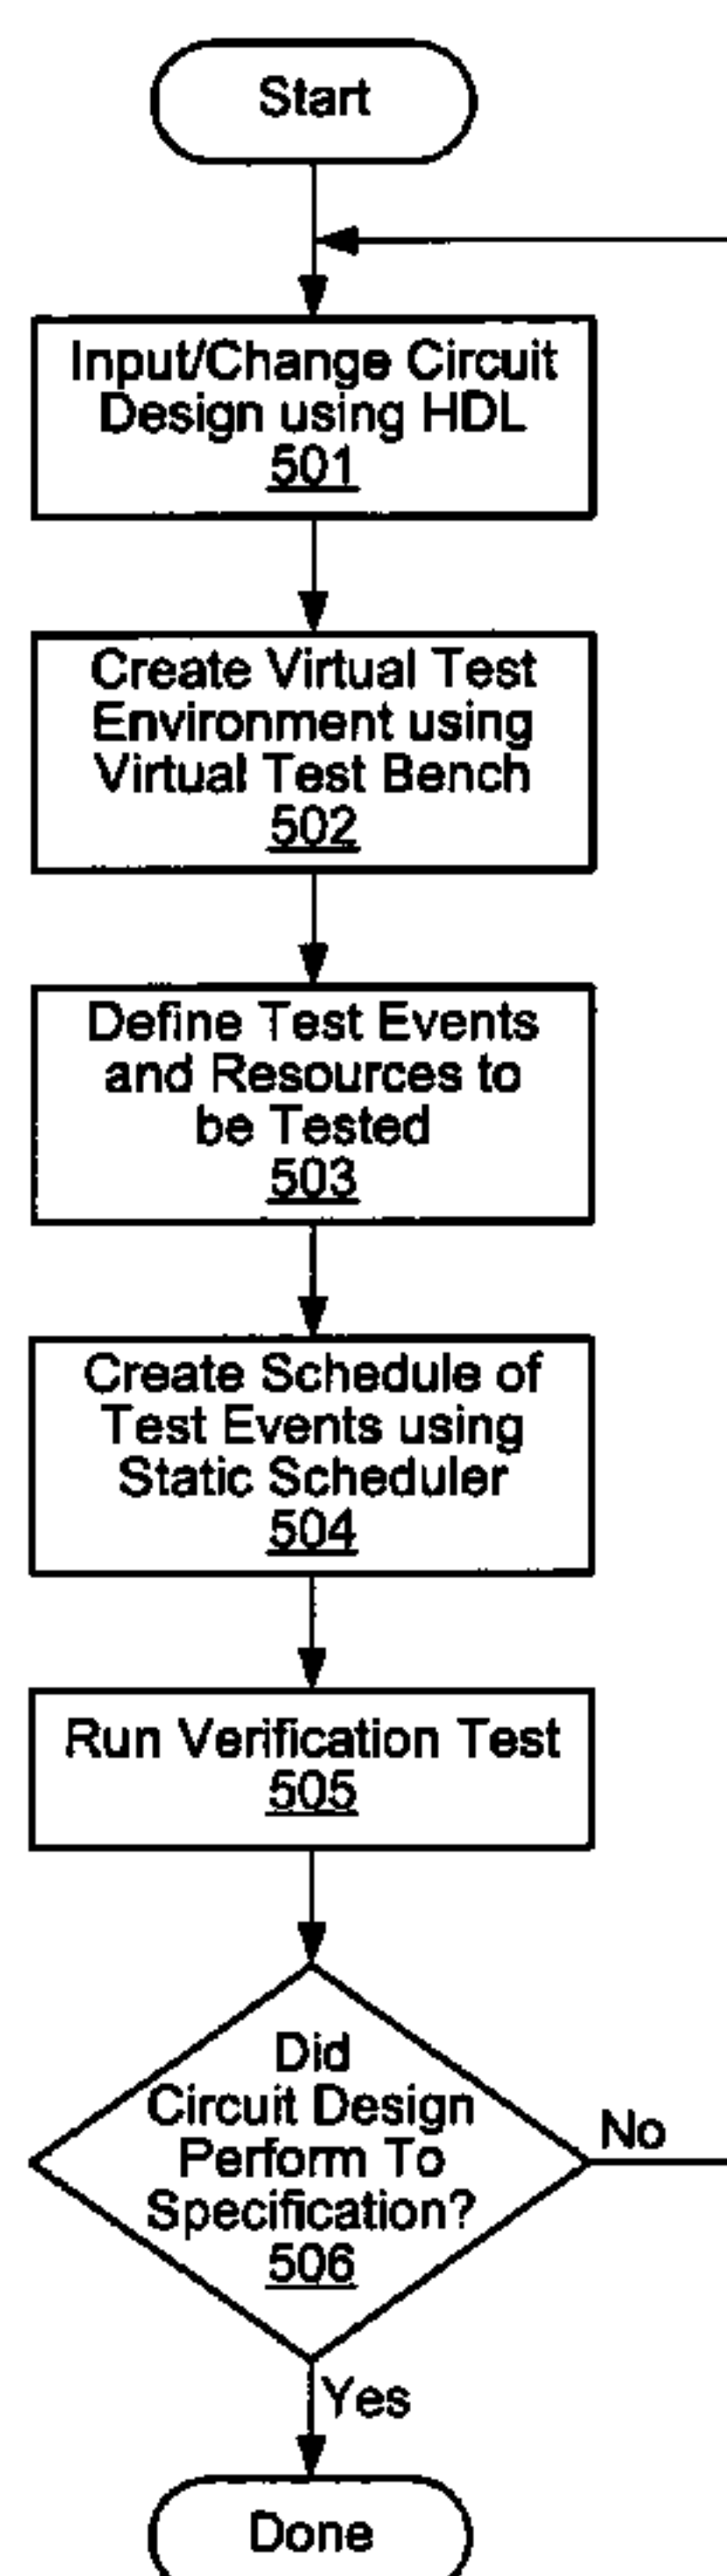 Start
Input/Change Circuit
Design using HDL
501
Create Virtual Test
Environment using
Virtual Test Bench
502
Define Test Events
and Resources to
be Tested
503
Create Schedule of
Test Events using
Static Scheduler
504
Run Verification Test
505
Did
Circuit Design
Perform To
Specification?
506
No
Yes
Done